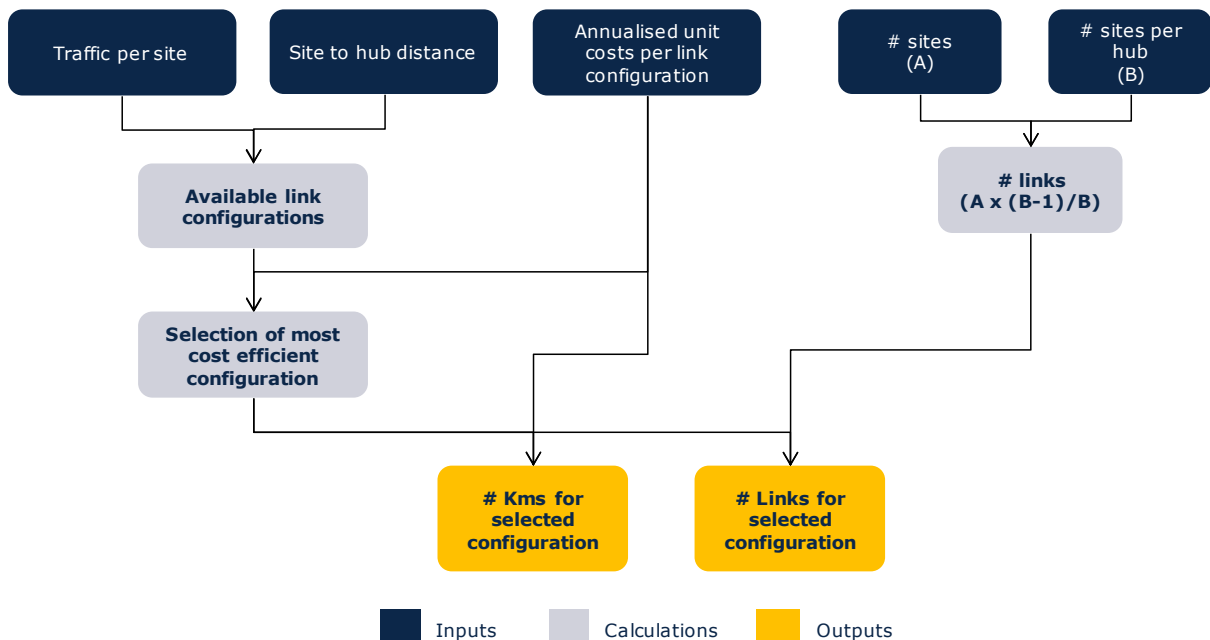 Traffic per site
Site to hub distance
Annualised unit
costs per link
configuration
# sites
(A)
# sites per
hub
(B)
Available link
configurations
# links
(A x (B-1)/B)
Selection of most
cost efficient
configuration
# Kms for
selected
configuration
# Links for
selected
configuration
Inputs
Calculations
Outputs